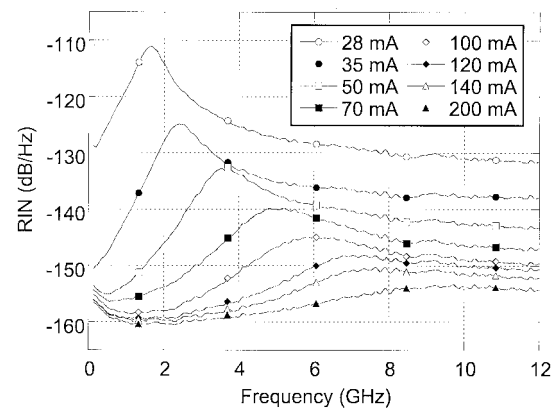 -110
-120
-130
-140
-150
-160
RIN (dB/Hz)
28 mA 100 mA
35 mA 120 mA
50 mA 140 mA
70 mA 200 mA
0 2 4 6 8 10 12
Frequency (GHz)